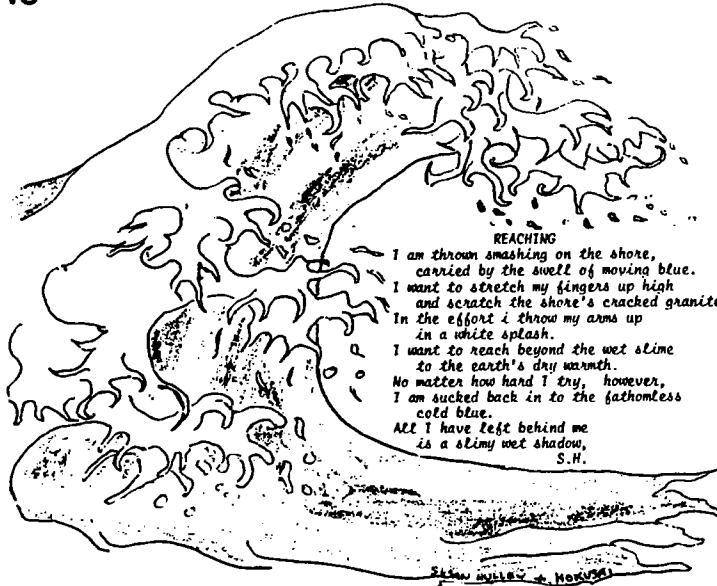 REACHING
I am thrown smashing on the shore,
carried by the swell of moving blue.
I want to stretch my fingers up high
and scratch the shore's cracked granite
In the effort i throw my arms up
in a white splash.
I want to reach beyond the wet slime
to the earth's dry warmth.
No matter how hard I try, however,
I am sucked back in to the fathomless
cold blue.
All I have left behind me
is a slimy wet shadow,
S.H.
HOKUSAI